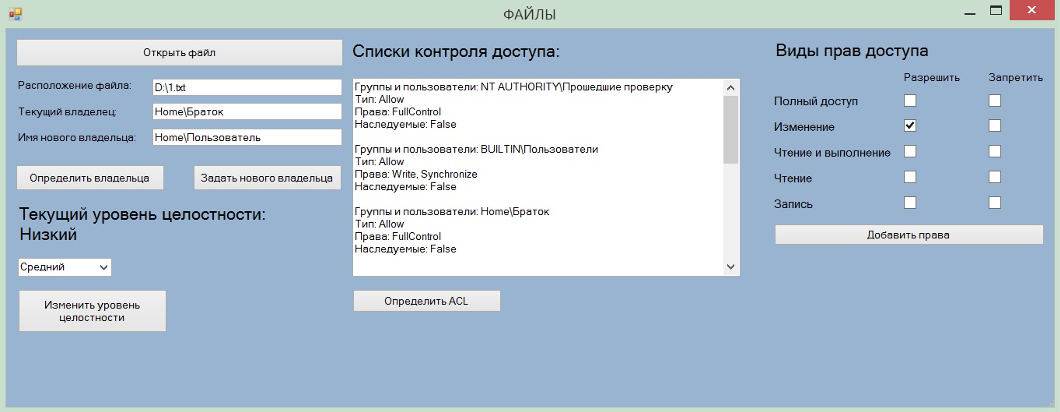 ФАЙЛЫ
Открыть файл
Расположение файла: D:\1.txt
Текущий владелец: Home\Браток
Имя нового владельца: Home\Пользователь
Определить владельца Задать нового владельца
Текущий уровень целостности:
Низкий
Средний
Изменить уровень
целостности
Списки контроля доступа:
Группы и пользователи: NT AUTHORITY\Прошедшие проверку
Тип: Allow
Права: FullControl
Наследуемые: False
Группы и пользователи: BUILTIN\Пользователи
Тип: Allow
Права: Write, Synchronize
Наследуемые: False
Группы и пользователи: Home\Браток
Тип: Allow
Права: FullControl
Наследуемые: False
Определить ACL
Виды прав доступа
Разрешить Запретить
Полный доступ
Изменение
Чтение и выполнение
Чтение
Запись
Добавить права